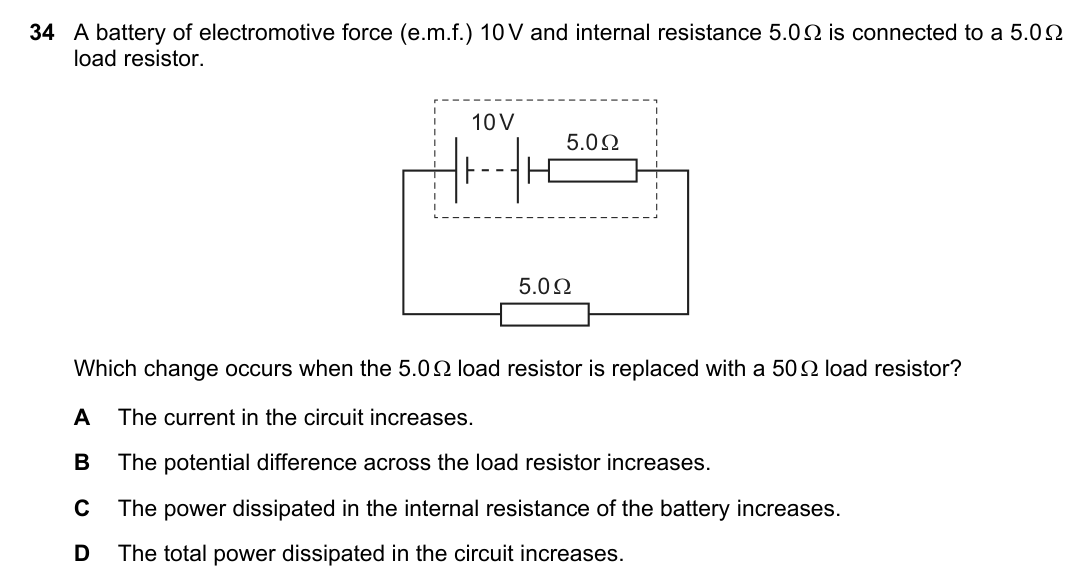 34 A battery of electromotive force (e.m.f.) 10 V and internal resistance 5.0 Ω is connected to a 5.0 Ω
load resistor.
10 V
5.0 Ω
5.0 Ω
Which change occurs when the 5.0 Ω load resistor is replaced with a 50 Ω load resistor?
A The current in the circuit increases.
B The potential difference across the load resistor increases.
C The power dissipated in the internal resistance of the battery increases.
D The total power dissipated in the circuit increases.